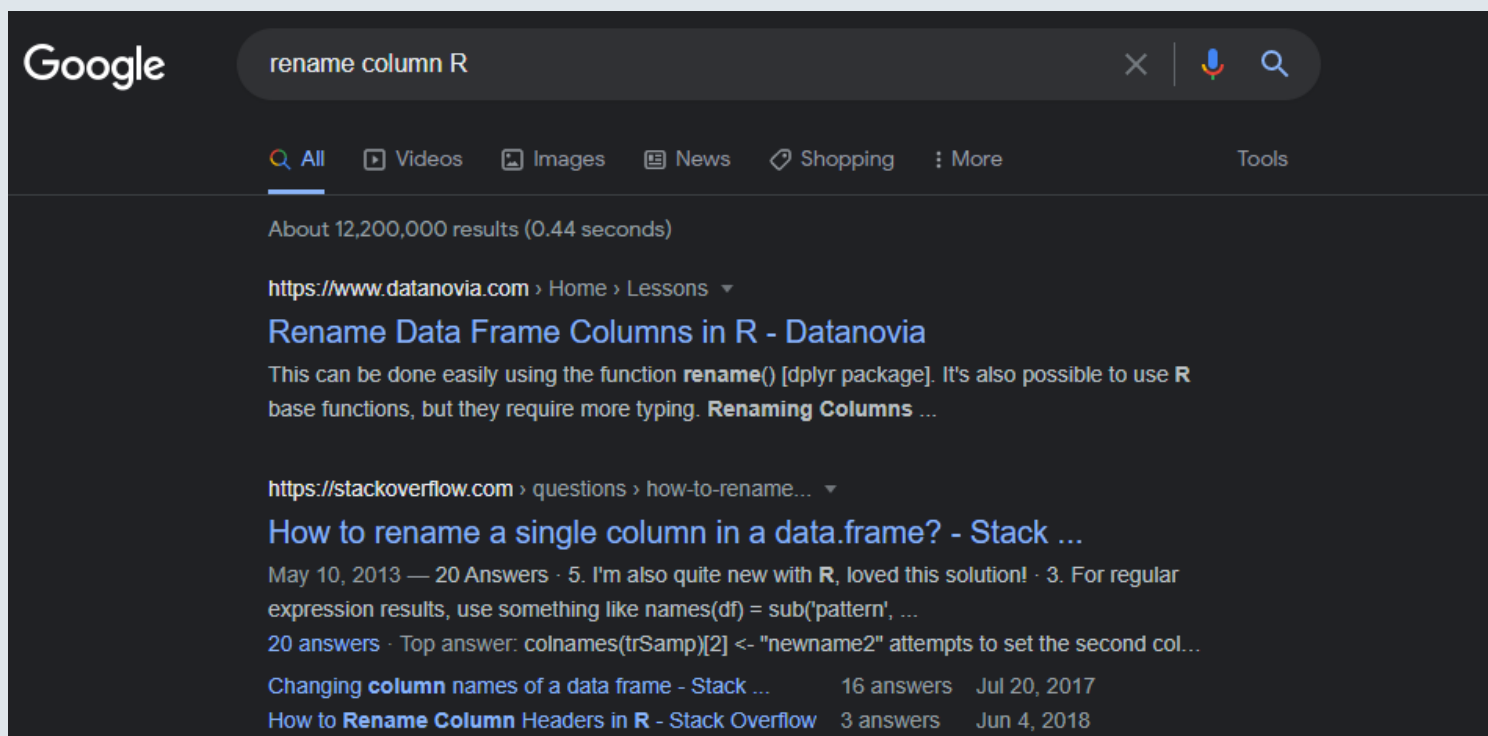 Google
rename column R
All Videos Images News Shopping More Tools
About 12,200,000 results (0.44 seconds)
https://www.datanovia.com › Home › Lessons
Rename Data Frame Columns in R - Datanovia
This can be done easily using the function rename() [dplyr package]. It's also possible to use R
base functions, but they require more typing. Renaming Columns ...
https://stackoverflow.com › questions › how-to-rename...
How to rename a single column in a data.frame? - Stack ...
May 10, 2013 — 20 Answers · 5. I'm also quite new with R, loved this solution! · 3. For regular
expression results, use something like names(df) = sub('pattern', ...
20 answers · Top answer: colnames(trSamp)[2] <- "newname2" attempts to set the second col...
Changing column names of a data frame - Stack ... 16 answers Jul 20, 2017
How to Rename Column Headers in R - Stack Overflow 3 answers Jun 4, 2018